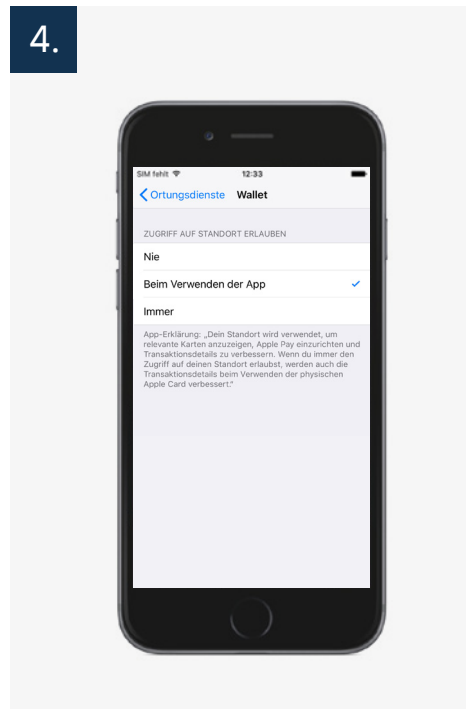 4.
SIM fehlt 12:33
Ortungsdienste Wallet
ZUGRIFF AUF STANDORT ERLAUBEN
Nie
Beim Verwenden der App
Immer
App-Erklärung: „Dein Standort wird verwendet, um
relevante Karten anzuzeigen, Apple Pay einzurichten und
Transaktionsdetails zu verbessern. Wenn du immer den
Zugriff auf deinen Standort erlaubst, werden auch die
Transaktionsdetails beim Verwenden der physischen
Apple Card verbessert.“